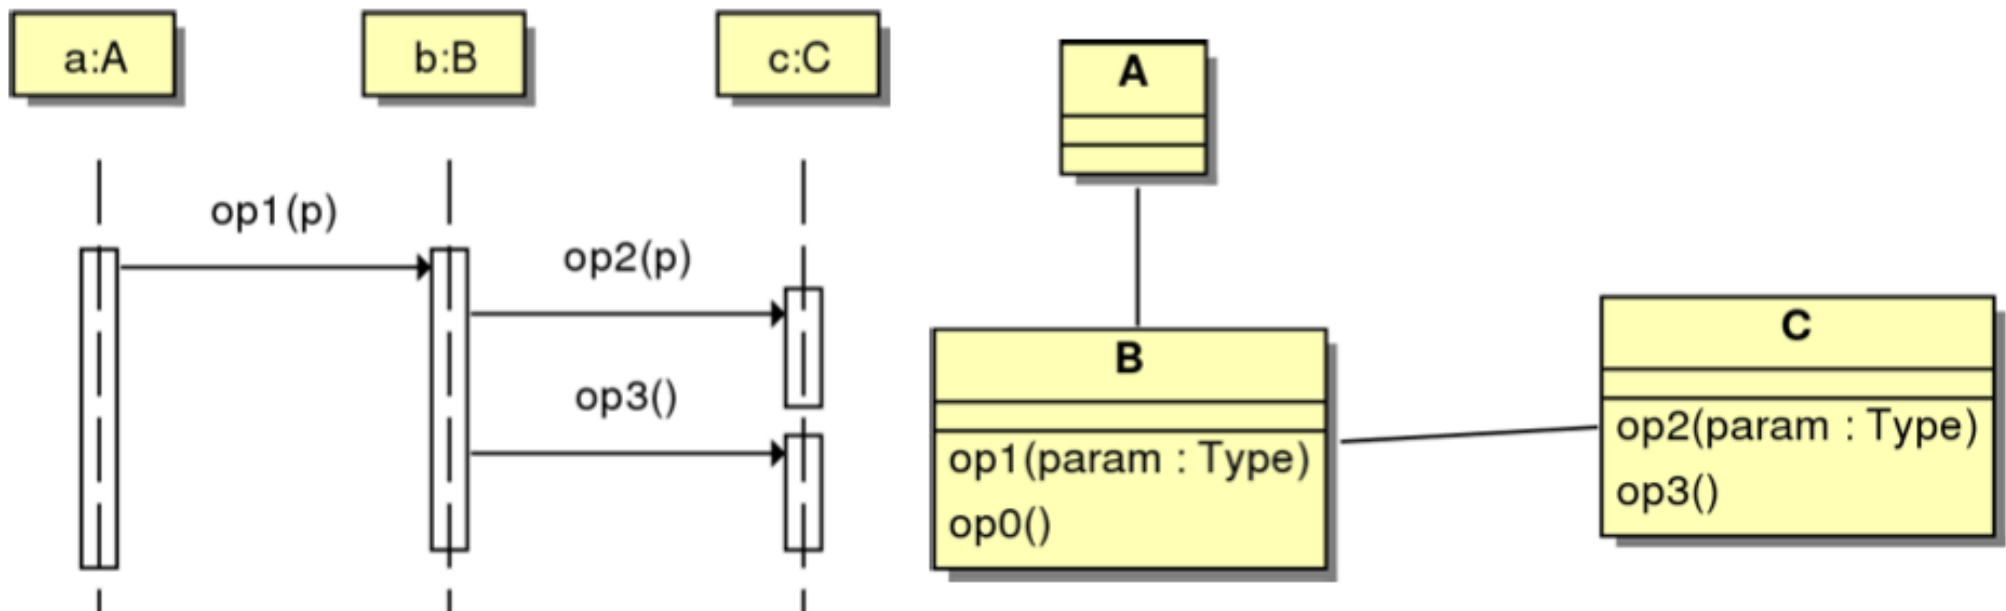 a:A
b:B
c:C
op1(p)
op2(p)
op3()
A
B
op1(param : Type)
op0()
C
op2(param : Type)
op3()